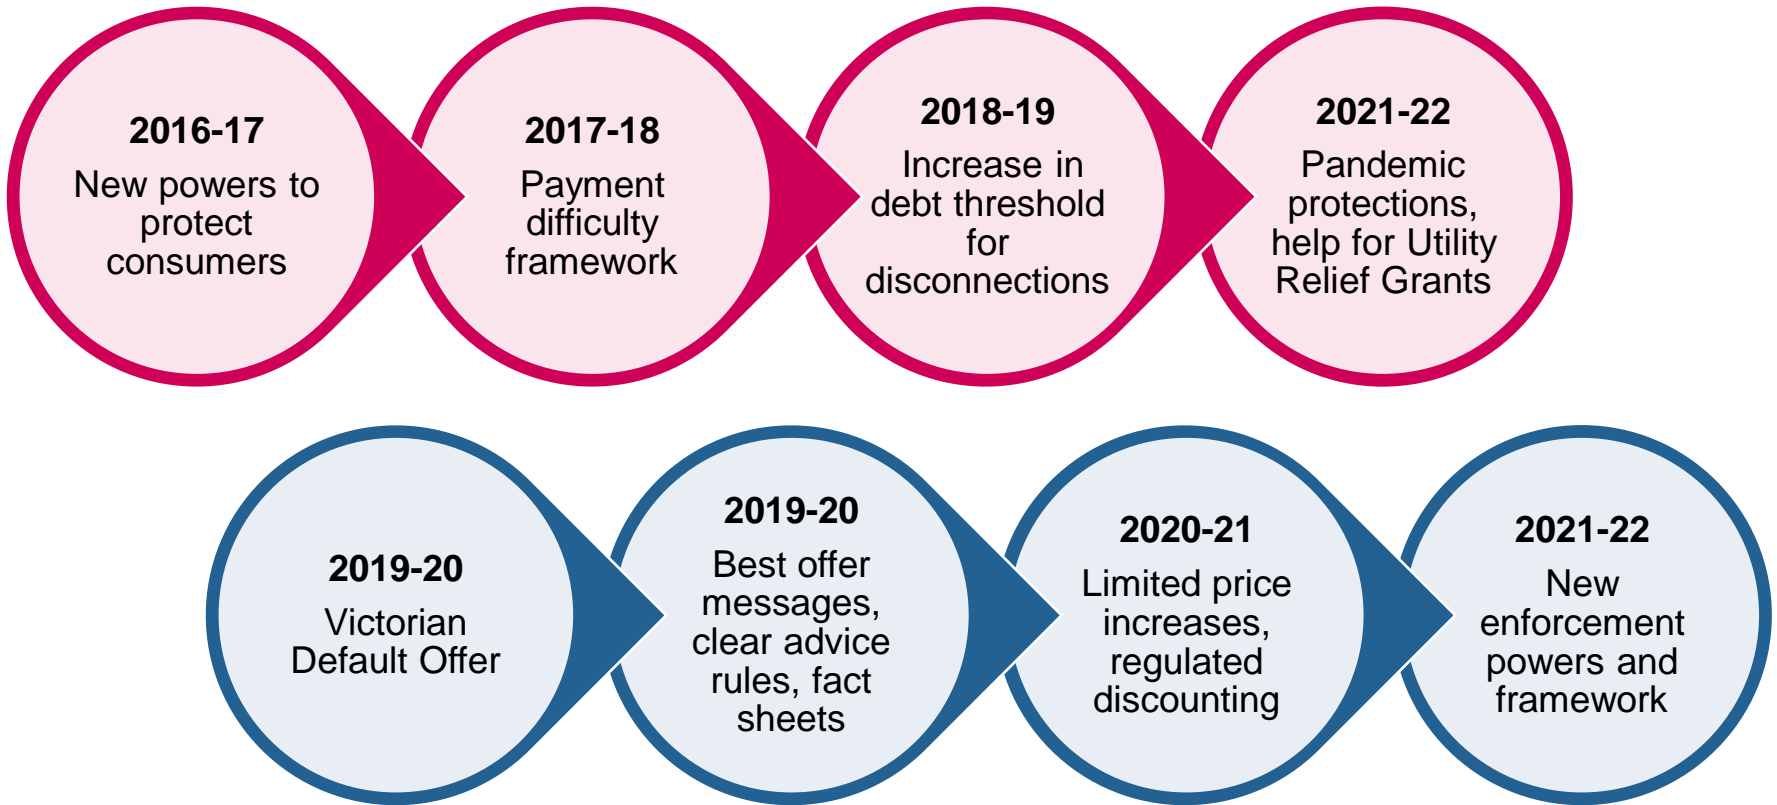 2016-17
New powers to
protect
consumers
2017-18
Payment
difficulty
framework
2018-19
Increase in
debt threshold
for
disconnections
2021-22
Pandemic
protections,
help for Utility
Relief Grants
2019-20
Victorian
Default Offer
2019-20
Best offer
messages,
clear advice
rules, fact
sheets
2020-21
Limited price
increases,
regulated
discounting
2021-22
New
enforcement
powers and
framework